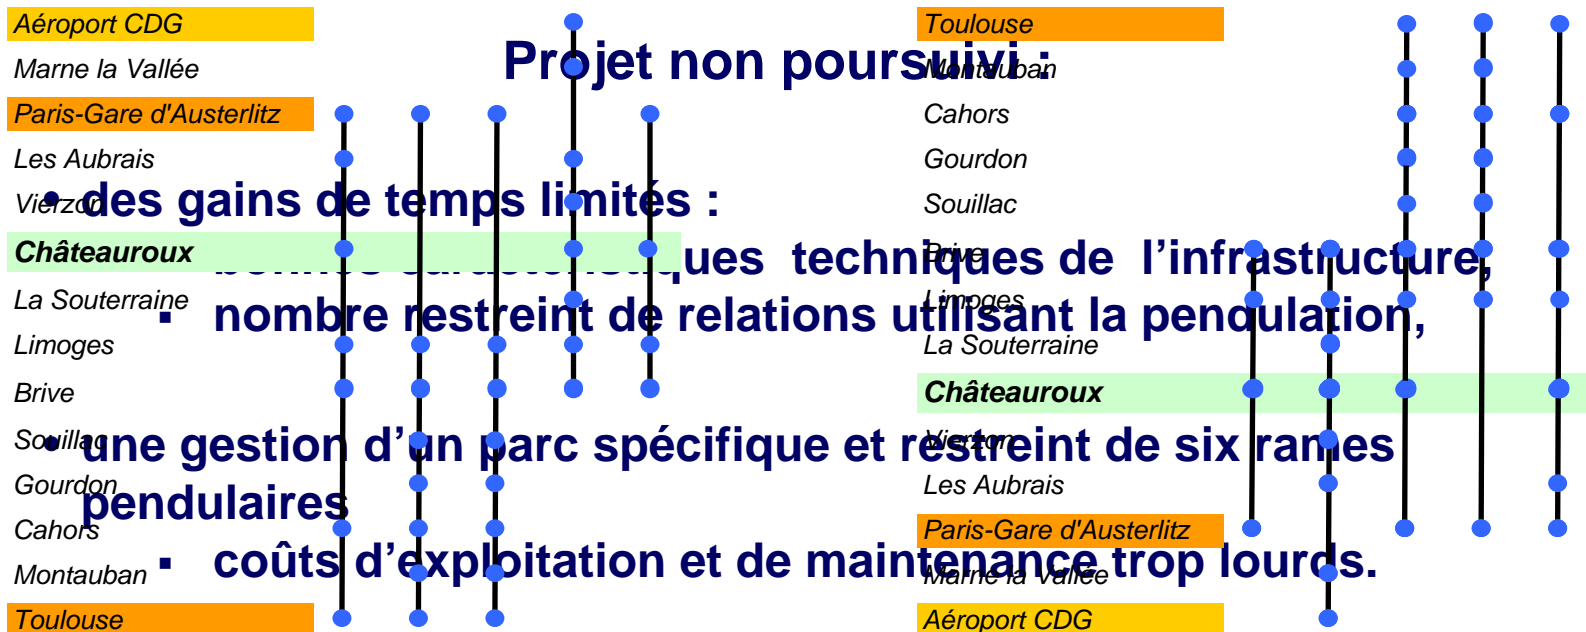 Aéroport CDG
Marne la Vallée
Paris-Gare d'Austerlitz
Les Aubrais
Vierzon
Châteauroux
La Souterraine
Limoges
Brive
Souillac
Gourdon
Cahors
Montauban
Toulouse
Projet non poursuivi :
• des gains de temps limités :
bonnes caractéristiques techniques de l’infrastructure,
▪ nombre restreint de relations utilisant la pendulation,
• une gestion d’un parc spécifique et restreint de six rames
pendulaires
▪ coûts d’exploitation et de maintenance trop lourds.
Toulouse
Montauban
Cahors
Gourdon
Souillac
Brive
Limoges
La Souterraine
Châteauroux
Vierzon
Les Aubrais
Paris-Gare d'Austerlitz
Marne la Vallée
Aéroport CDG